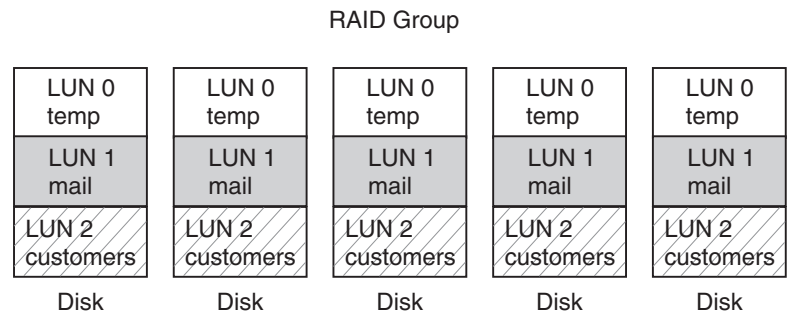 RAID Group
LUN 0 LUN 0 LUN 0 LUN 0 LUN 0
temp temp temp temp temp
LUN 1 LUN 1 LUN 1 LUN 1 LUN 1
mail mail mail mail mail
LUN 2 LUN 2 LUN 2 LUN 2 LUN 2
customers customers customers customers customers
Disk Disk Disk Disk Disk